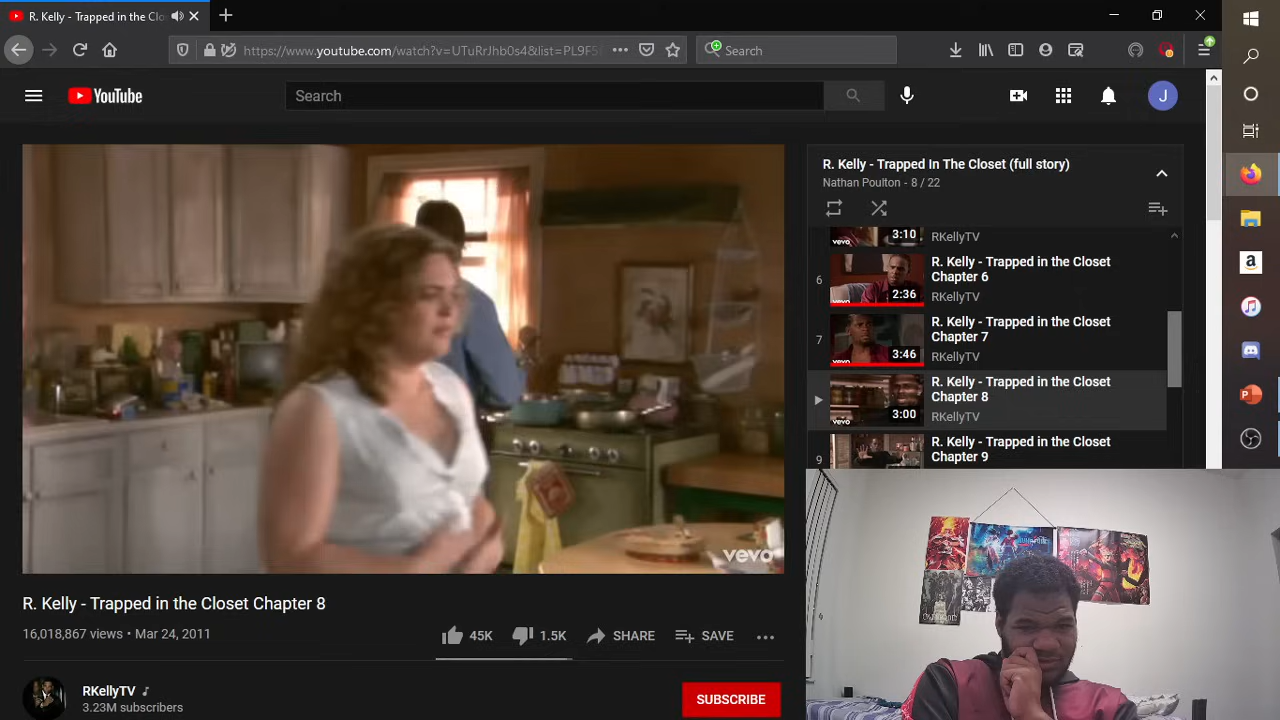 R. Kelly - Trapped in the Clo
https://www.youtube.com/watch?v=UTuRrJhbEs4&list=PL9F5
Search
YouTube
Search
J
vevo
R. Kelly - Trapped In The Closet (full story)
Nathan Poulton - 8 / 22
3:10
RKellyTV
6
2:36
R. Kelly - Trapped in the Closet
Chapter 6
RKellyTV
7
3:46
R. Kelly - Trapped in the Closet
Chapter 7
RKellyTV
3:00
vevo
R. Kelly - Trapped in the Closet
Chapter 8
RKellyTV
9
R. Kelly - Trapped in the Closet
Chapter 9
R. Kelly - Trapped in the Closet Chapter 8
16,018,867 views • Mar 24, 2011
45K
1.5K
SHARE
SAVE
RKellyTV
3.23M subscribers
SUBSCRIBE